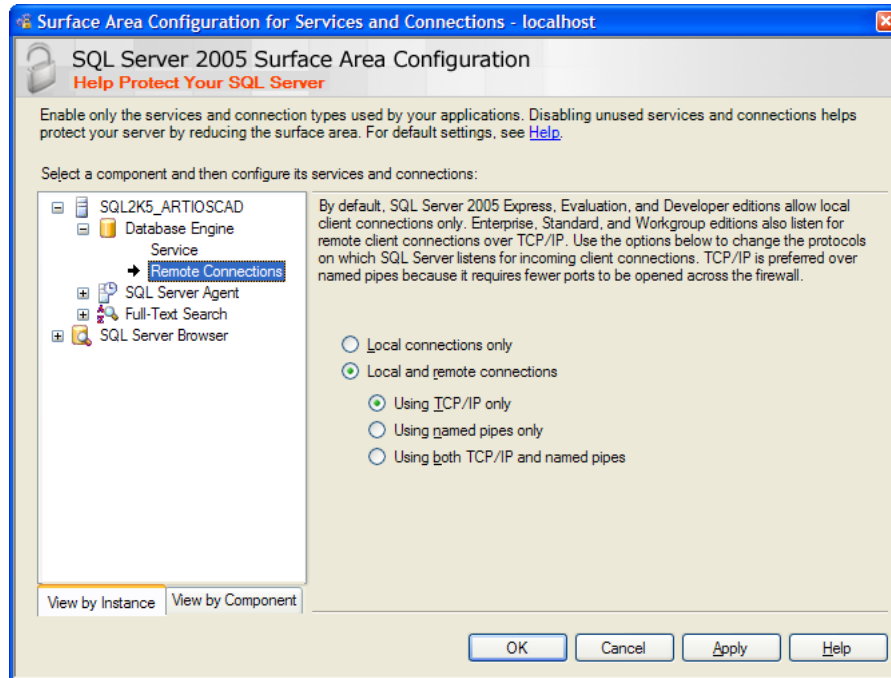 Surface Area Configuration for Services and Connections - localhost
SQL Server 2005 Surface Area Configuration
Help Protect Your SQL Server
Enable only the services and connection types used by your applications. Disabling unused services and connections helps
protect your server by reducing the surface area. For default settings, see Help.
Select a component and then configure its services and connections:
SQL2K5_ARTIOSCAD
Database Engine
Service
Remote Connections
SQL Server Agent
Full-Text Search
SQL Server Browser
View by Instance
View by Component
By default, SQL Server 2005 Express, Evaluation, and Developer editions allow local
client connections only. Enterprise, Standard, and Workgroup editions also listen for
remote client connections over TCP/IP. Use the options below to change the protocols
on which SQL Server listens for incoming client connections. TCP/IP is preferred over
named pipes because it requires fewer ports to be opened across the firewall.
Local connections only
Local and remote connections
Using TCP/IP only
Using named pipes only
Using both TCP/IP and named pipes
OK
Cancel
Apply
Help